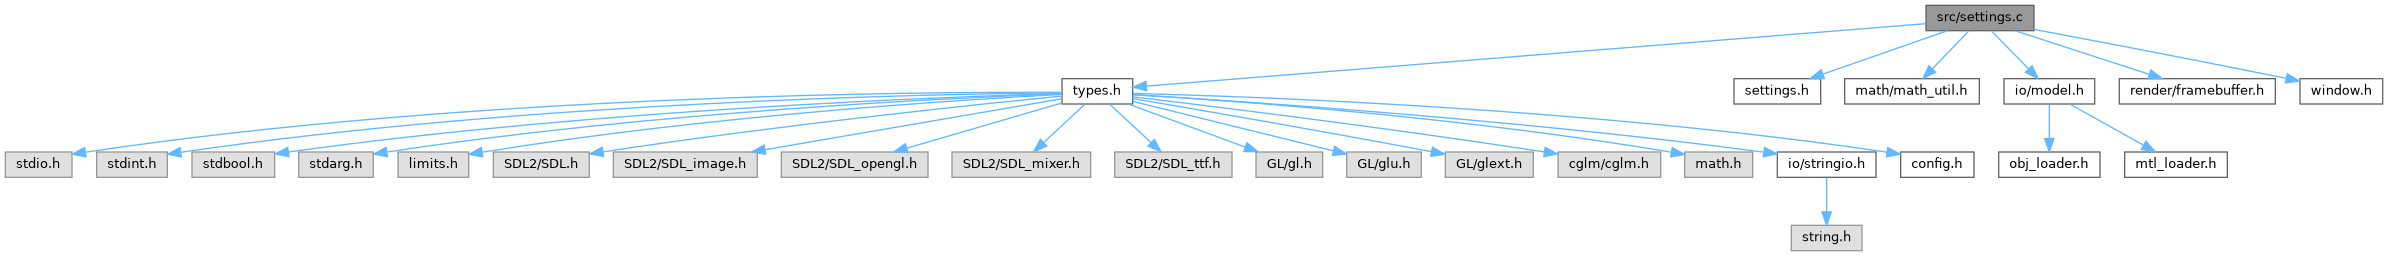 src/settings.c
types.h
settings.h
math/math_util.h
io/model.h
render/framebuffer.h
window.h
stdio.h
stdint.h
stdbool.h
stdarg.h
limits.h
SDL2/SDL.h
SDL2/SDL_image.h
SDL2/SDL_opengl.h
SDL2/SDL_mixer.h
SDL2/SDL_ttf.h
GL/gl.h
GL/glu.h
GL/glext.h
cglm/cglm.h
math.h
io/stringio.h
config.h
obj_loader.h
mtl_loader.h
string.h